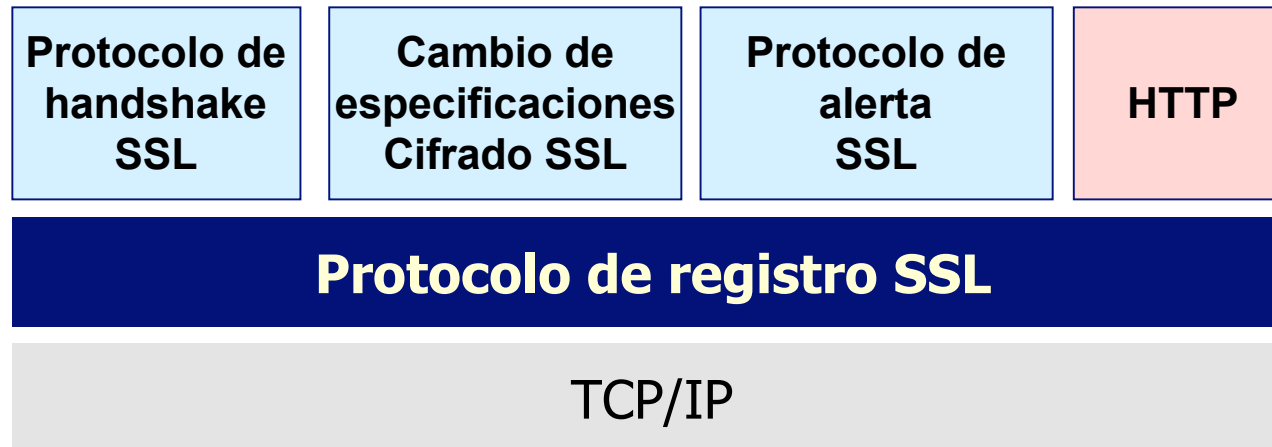 Protocolo de
handshake
SSL
Cambio de
especificaciones
Cifrado SSL
Protocolo de
alerta
SSL
HTTP
Protocolo de registro SSL
TCP/IP